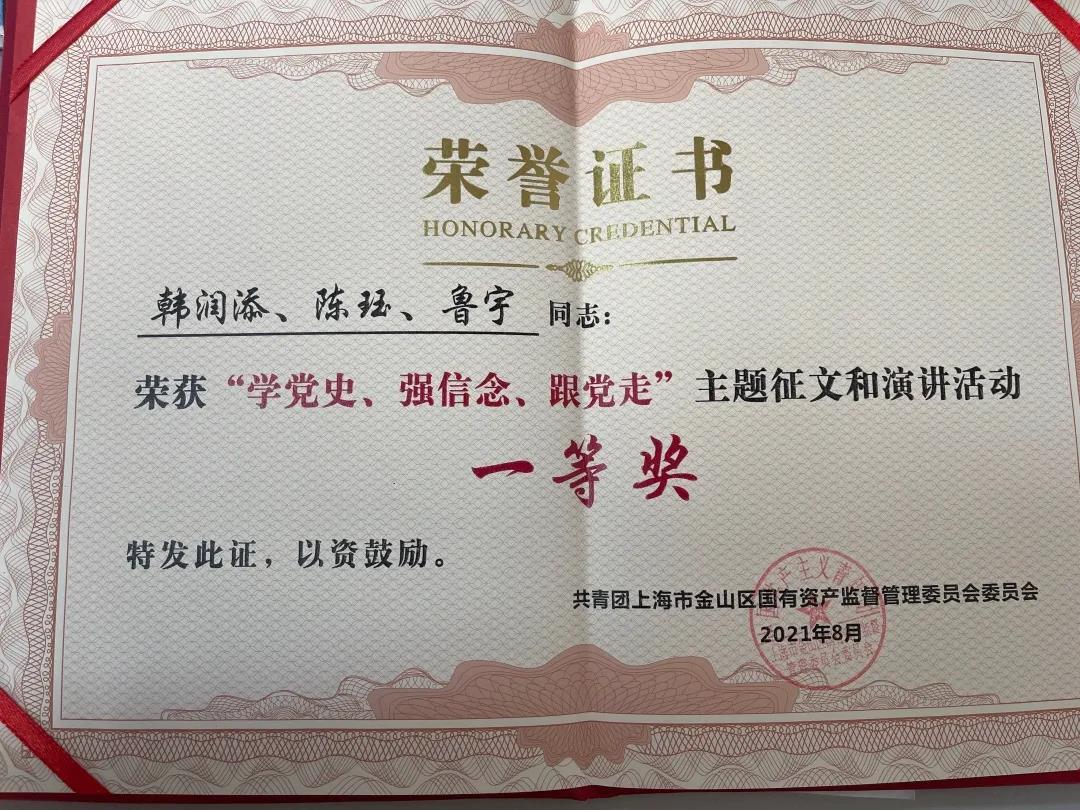 荣誉证书
HONORARY CREDENTIAL
韩润添、陈珏、鲁宇 同志：
荣获“学党史、强信念、跟党走”主题征文和演讲活动
一等奖
特发此证，以资鼓励。
共青团上海市金山区国有资产监督管理委员会委员会
2021年8月